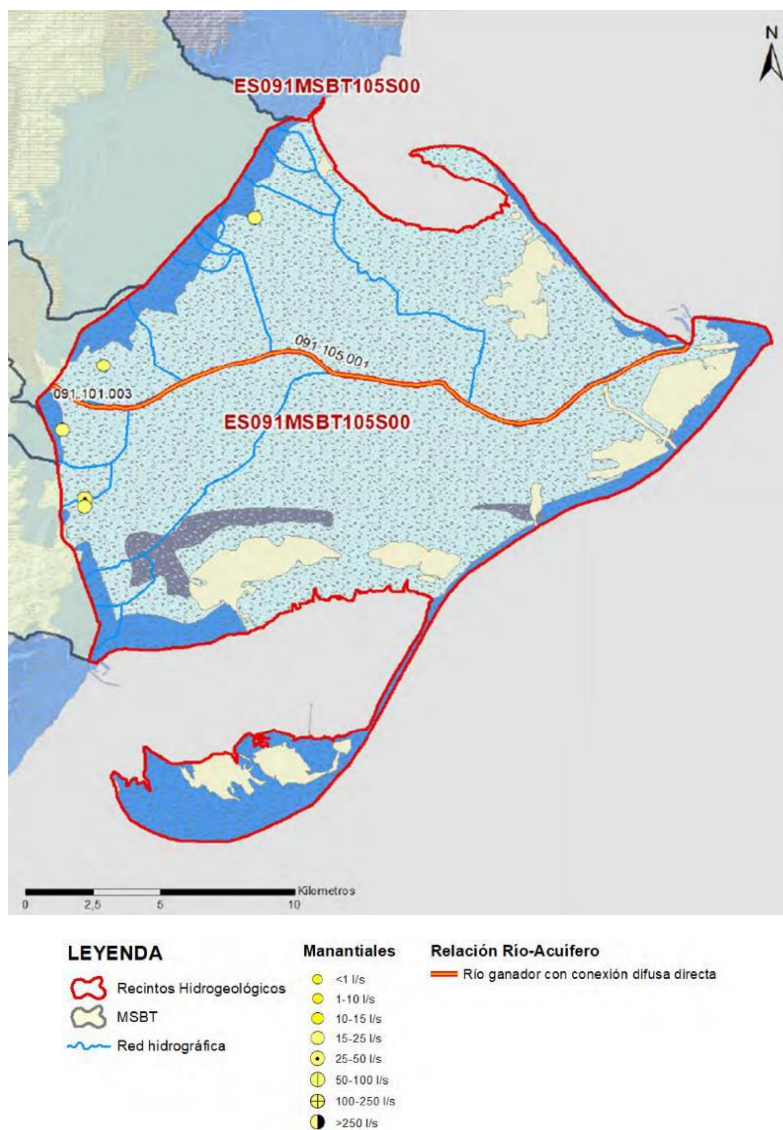 N
ES091MSBT105S00
091.105.001
091.101.003
ES091MSBT105S00
Kilometros
0 2,5 5 10
LEYENDA
Recintos Hidrogeológicos
MSBT
Red hidrográfica
Manantiales
<1 l/s
1-10 l/s
10-15 l/s
15-25 l/s
25-50 l/s
50-100 l/s
100-250 l/s
>250 l/s
Relación Río-Acuífero
Río ganador con conexión difusa directa